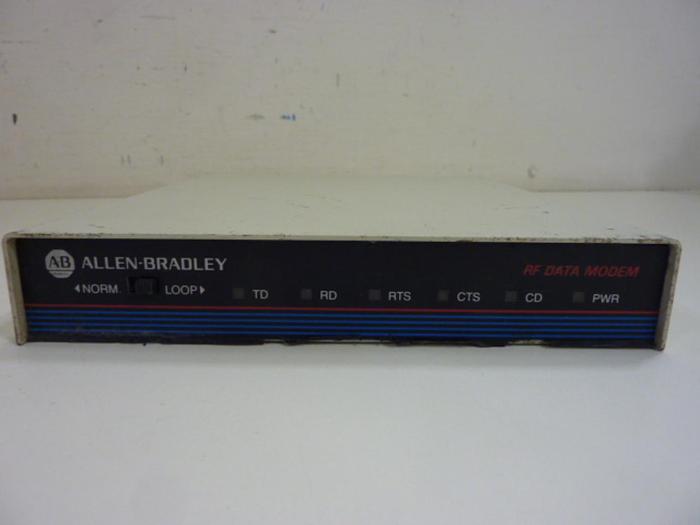 AB ALLEN-BRADLEY
RF DATA MODEM
◀NORM. LOOP▶ TD RD RTS CTS CD PWR